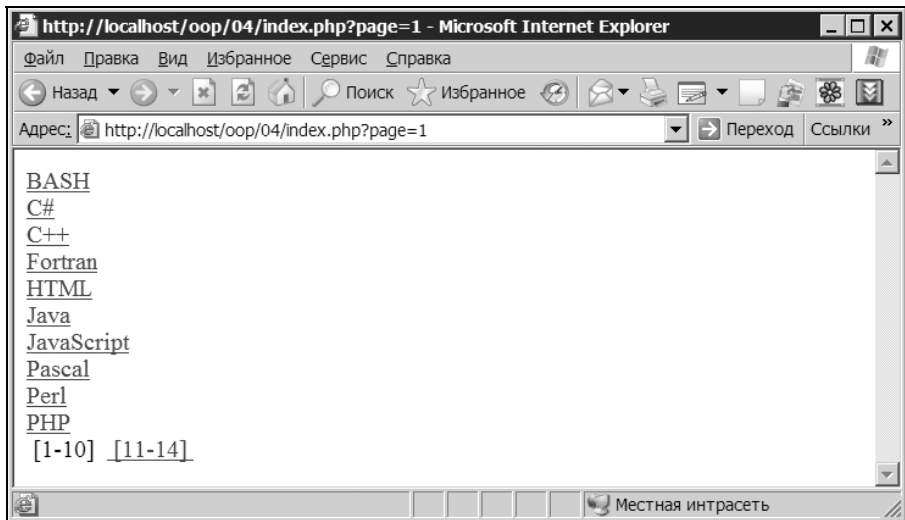 http://localhost/oop/04/index.php?page=1 - Microsoft Internet Explorer
Файл Правка Вид Избранное Сервис Справка
Назад Поиск Избранное
Адрес: http://localhost/oop/04/index.php?page=1 Переход Ссылки »
BASH
C#
C++
Fortran
HTML
Java
JavaScript
Pascal
Perl
PHP
[1-10] [11-14]
Местная интрасеть